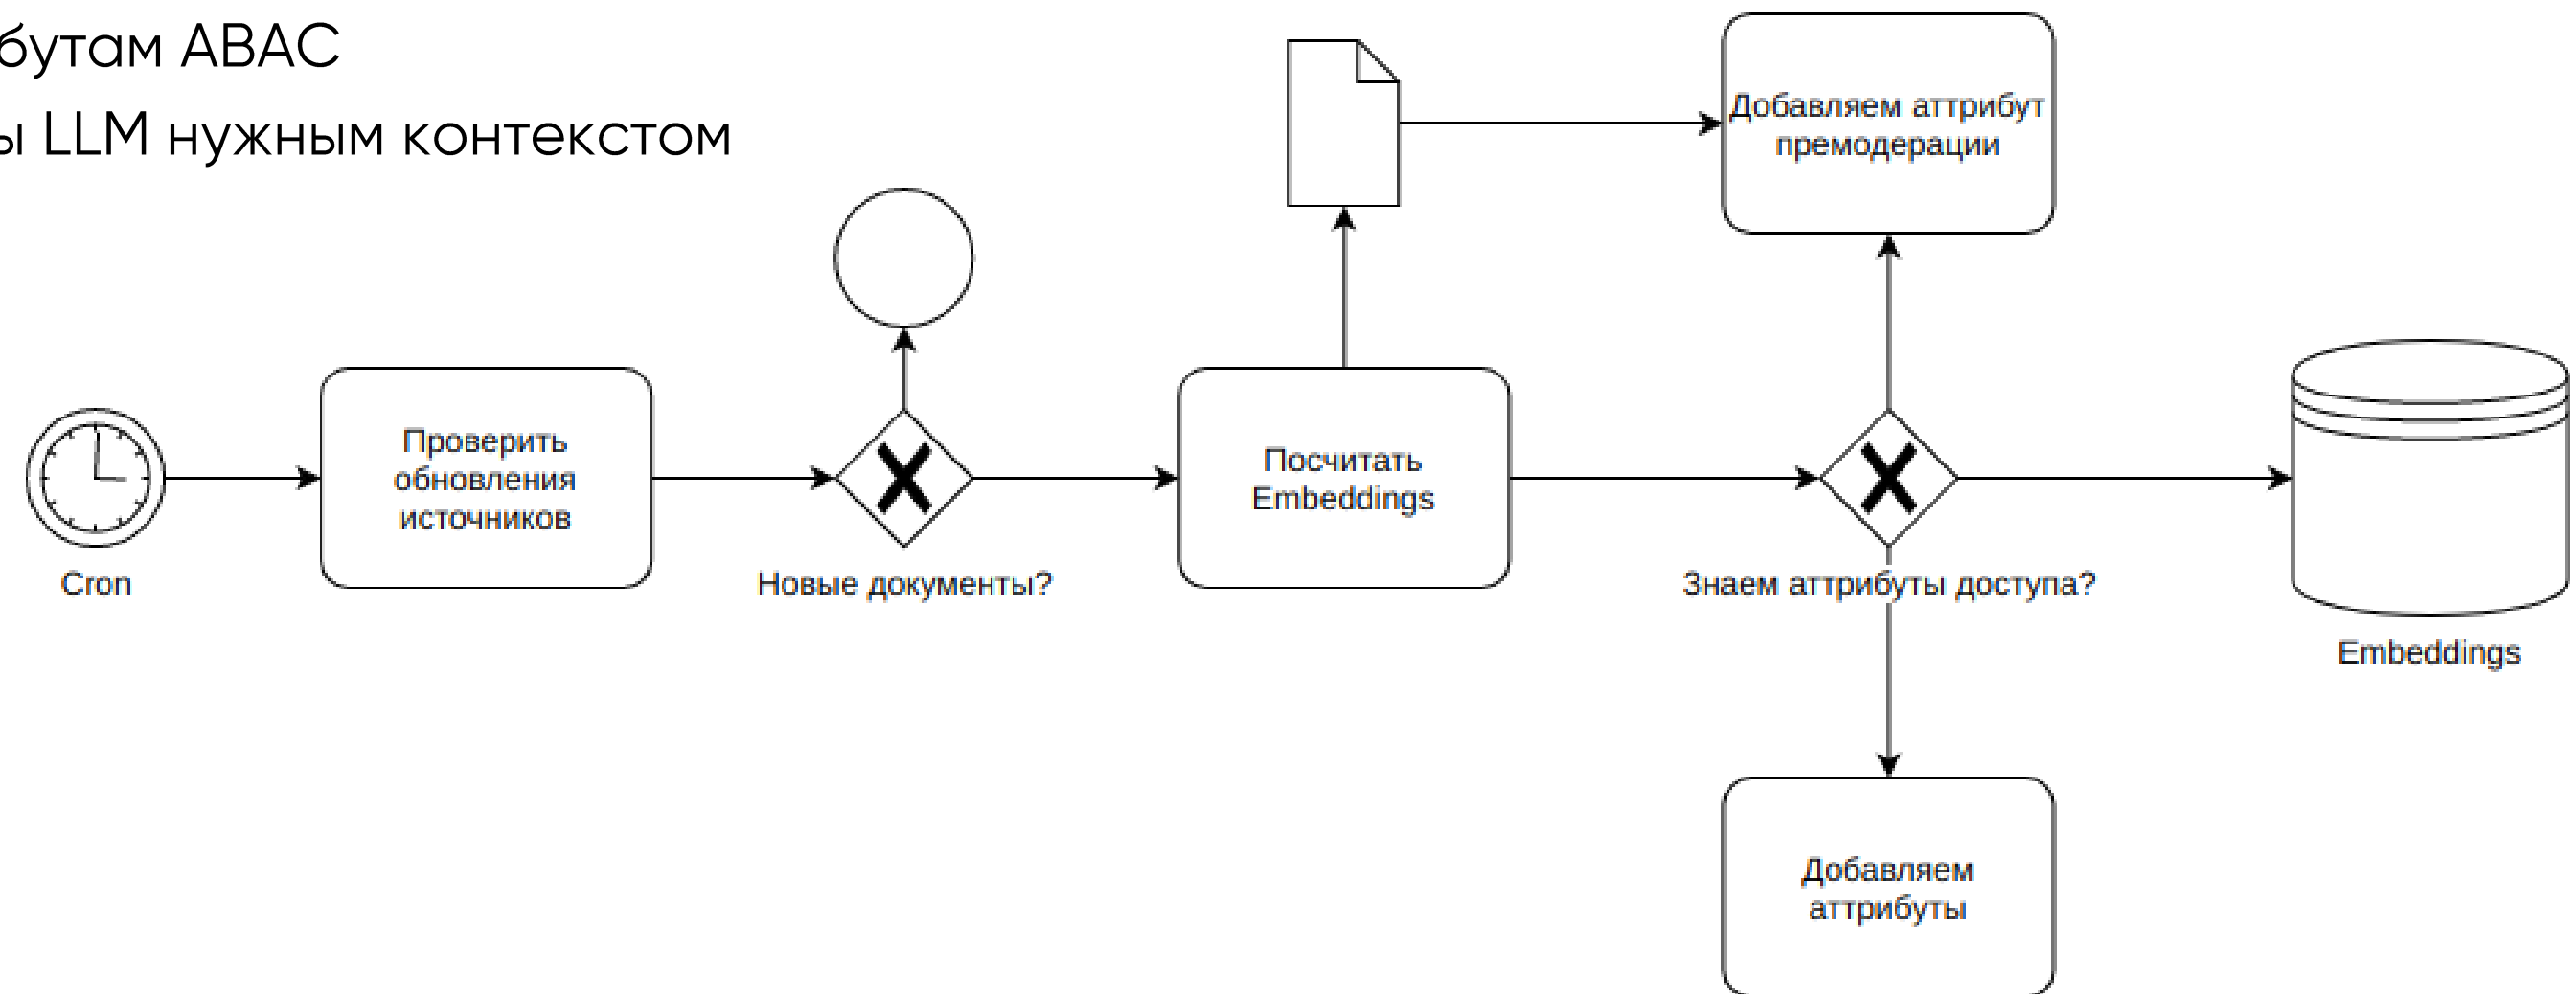 бутам ABAC
ы LLM нужным контекстом
Добавляем аттрибут
премодерации
Проверить
обновления
источников
Посчитать
Embeddings
Cron
Новые документы?
Знаем аттрибуты доступа?
Embeddings
Добавляем
аттрибуты